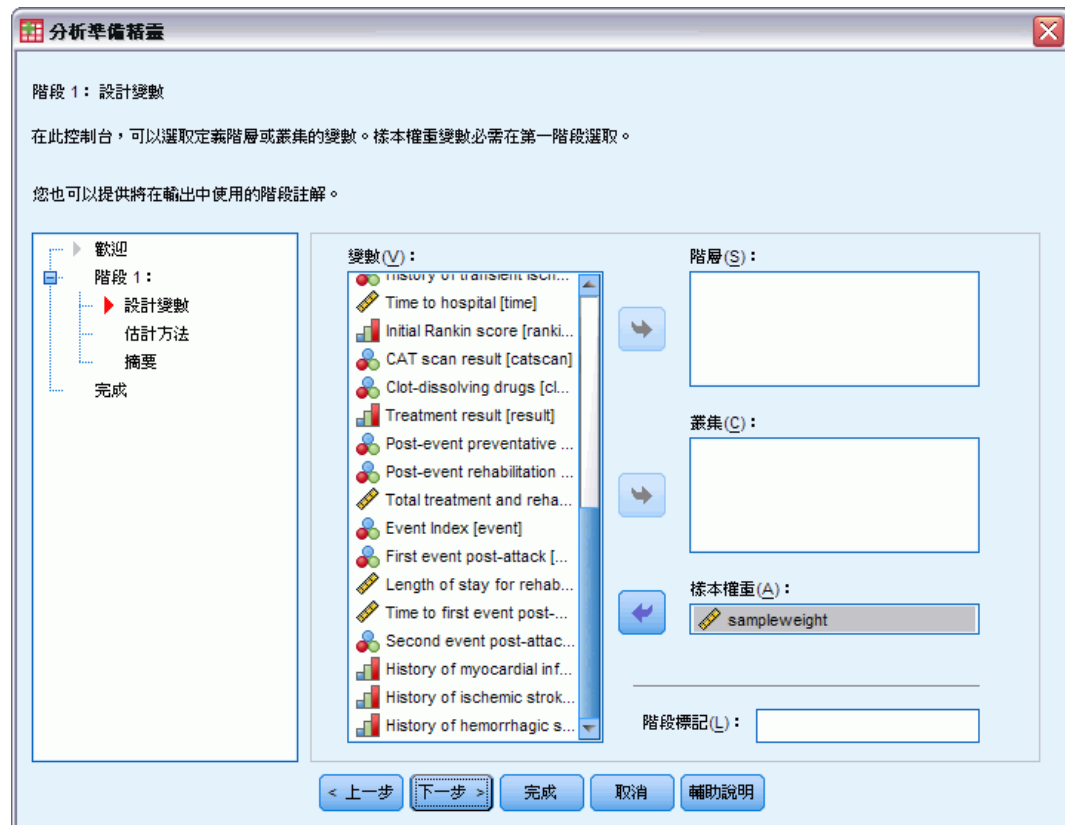 分析準備精靈
階段 1：設計變數
在此控制台，可以選取定義階層或叢集的變數。樣本權重變數必需在第一階段選取。
您也可以提供將在輸出中使用的階段註解。
歡迎
階段 1：
設計變數
估計方法
摘要
完成
變數(V)：
History of transient isch...
Time to hospital [time]
Initial Rankin score [ranki...
CAT scan result [catscan]
Clot-dissolving drugs [cl...
Treatment result [result]
Post-event preventative ...
Post-event rehabilitation ...
Total treatment and reha...
Event Index [event]
First event post-attack [...
Length of stay for rehab...
Time to first event post-...
Second event post-attac...
History of myocardial inf...
History of ischemic strok...
History of hemorrhagic s...
階層(S)：
叢集(C)：
樣本權重(A)：
sampleweight
階段標記(L)：
< 上一步
下一步 >
完成
取消
輔助說明